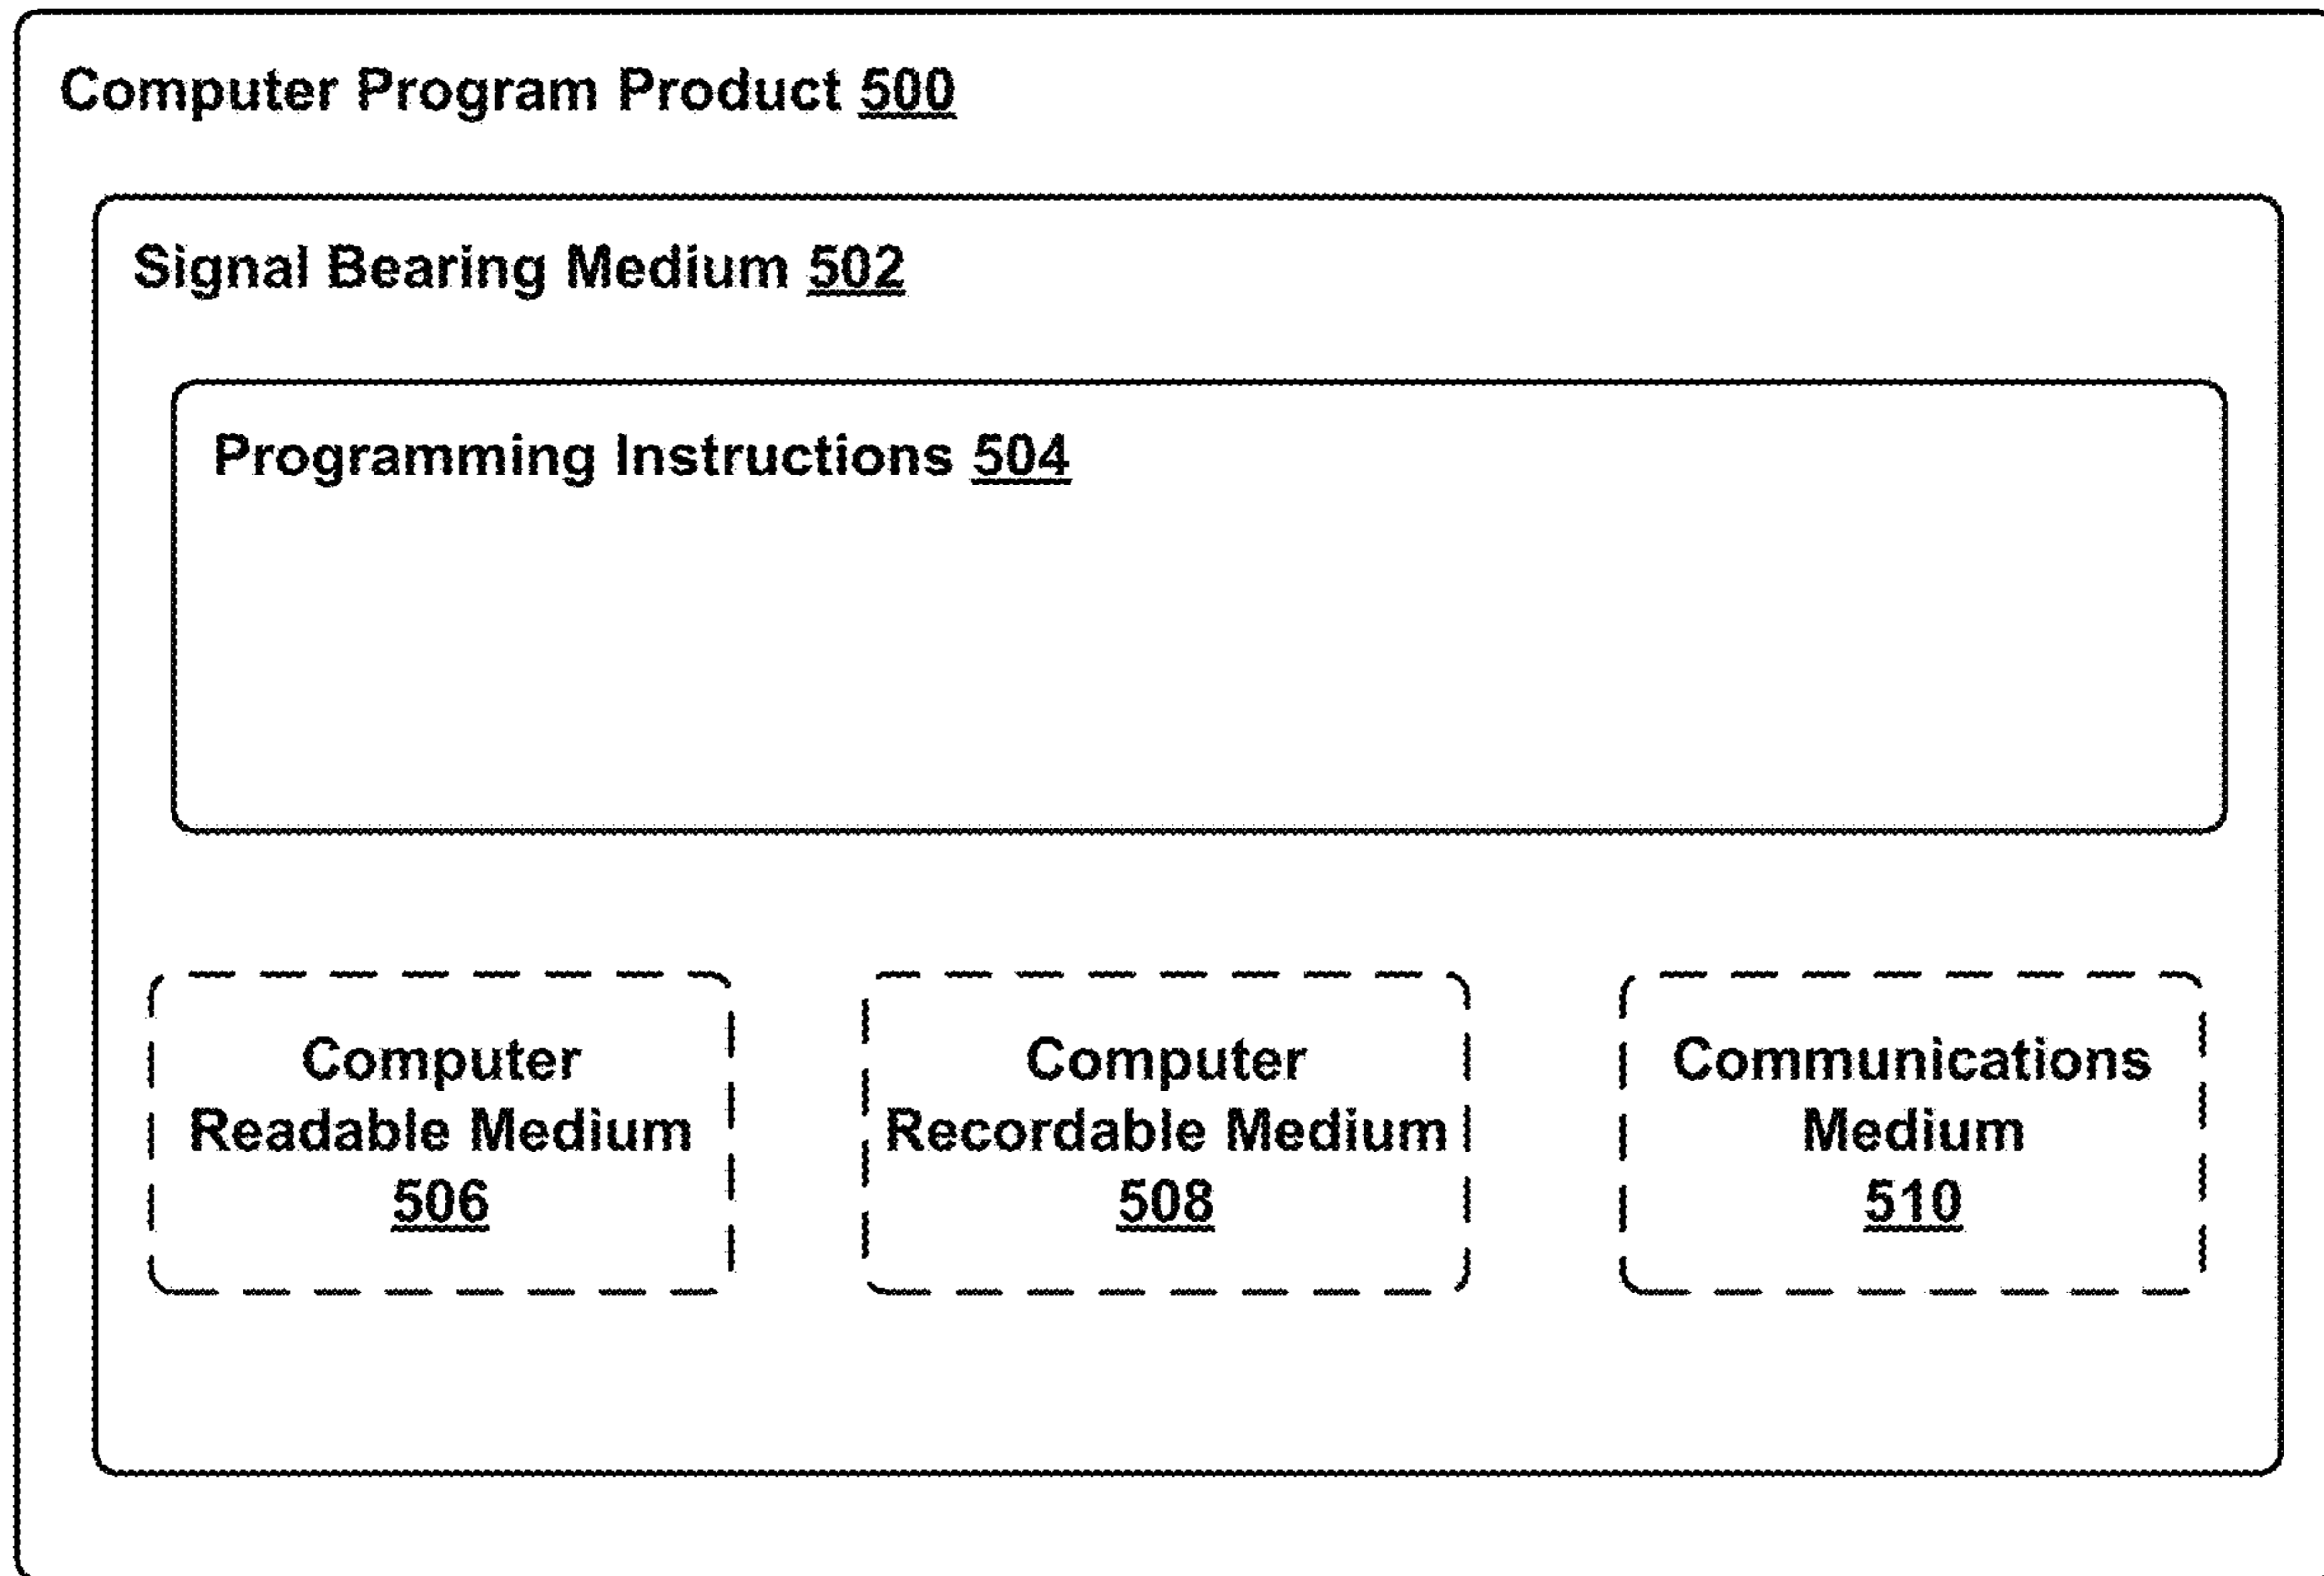 Computer Program Product 500
Signal Bearing Medium 502
Programming Instructions 504
Computer
Readable Medium
506
Computer
Recordable Medium
508
Communications
Medium
510